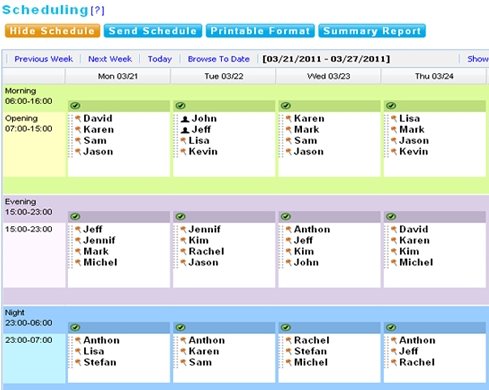 Scheduling[?]
Hide Schedule Send Schedule Printable Format Summary Report
Previous Week Next Week Today Browse To Date [03/21/2011 - 03/27/2011] Show
Mon 03/21 Tue 03/22 Wed 03/23 Thu 03/24
Morning
06:00-16:00
Opening David John Karen Lisa
07:00-15:00 Karen Jeff Mark Mark
Sam Lisa Sam Jason
Jason Kevin Jason Kevin
Evening
15:00-23:00
15:00-23:00 Jeff Jennif Anthon David
Jennif Kim Jeff Karen
Mark Rachel Kim Kim
Michel Jason John Michel
Night
23:00-06:00
23:00-07:00 Anthon Anthon Rachel Anthon
Lisa Karen Stefan Jeff
Stefan Sam Michel Rachel